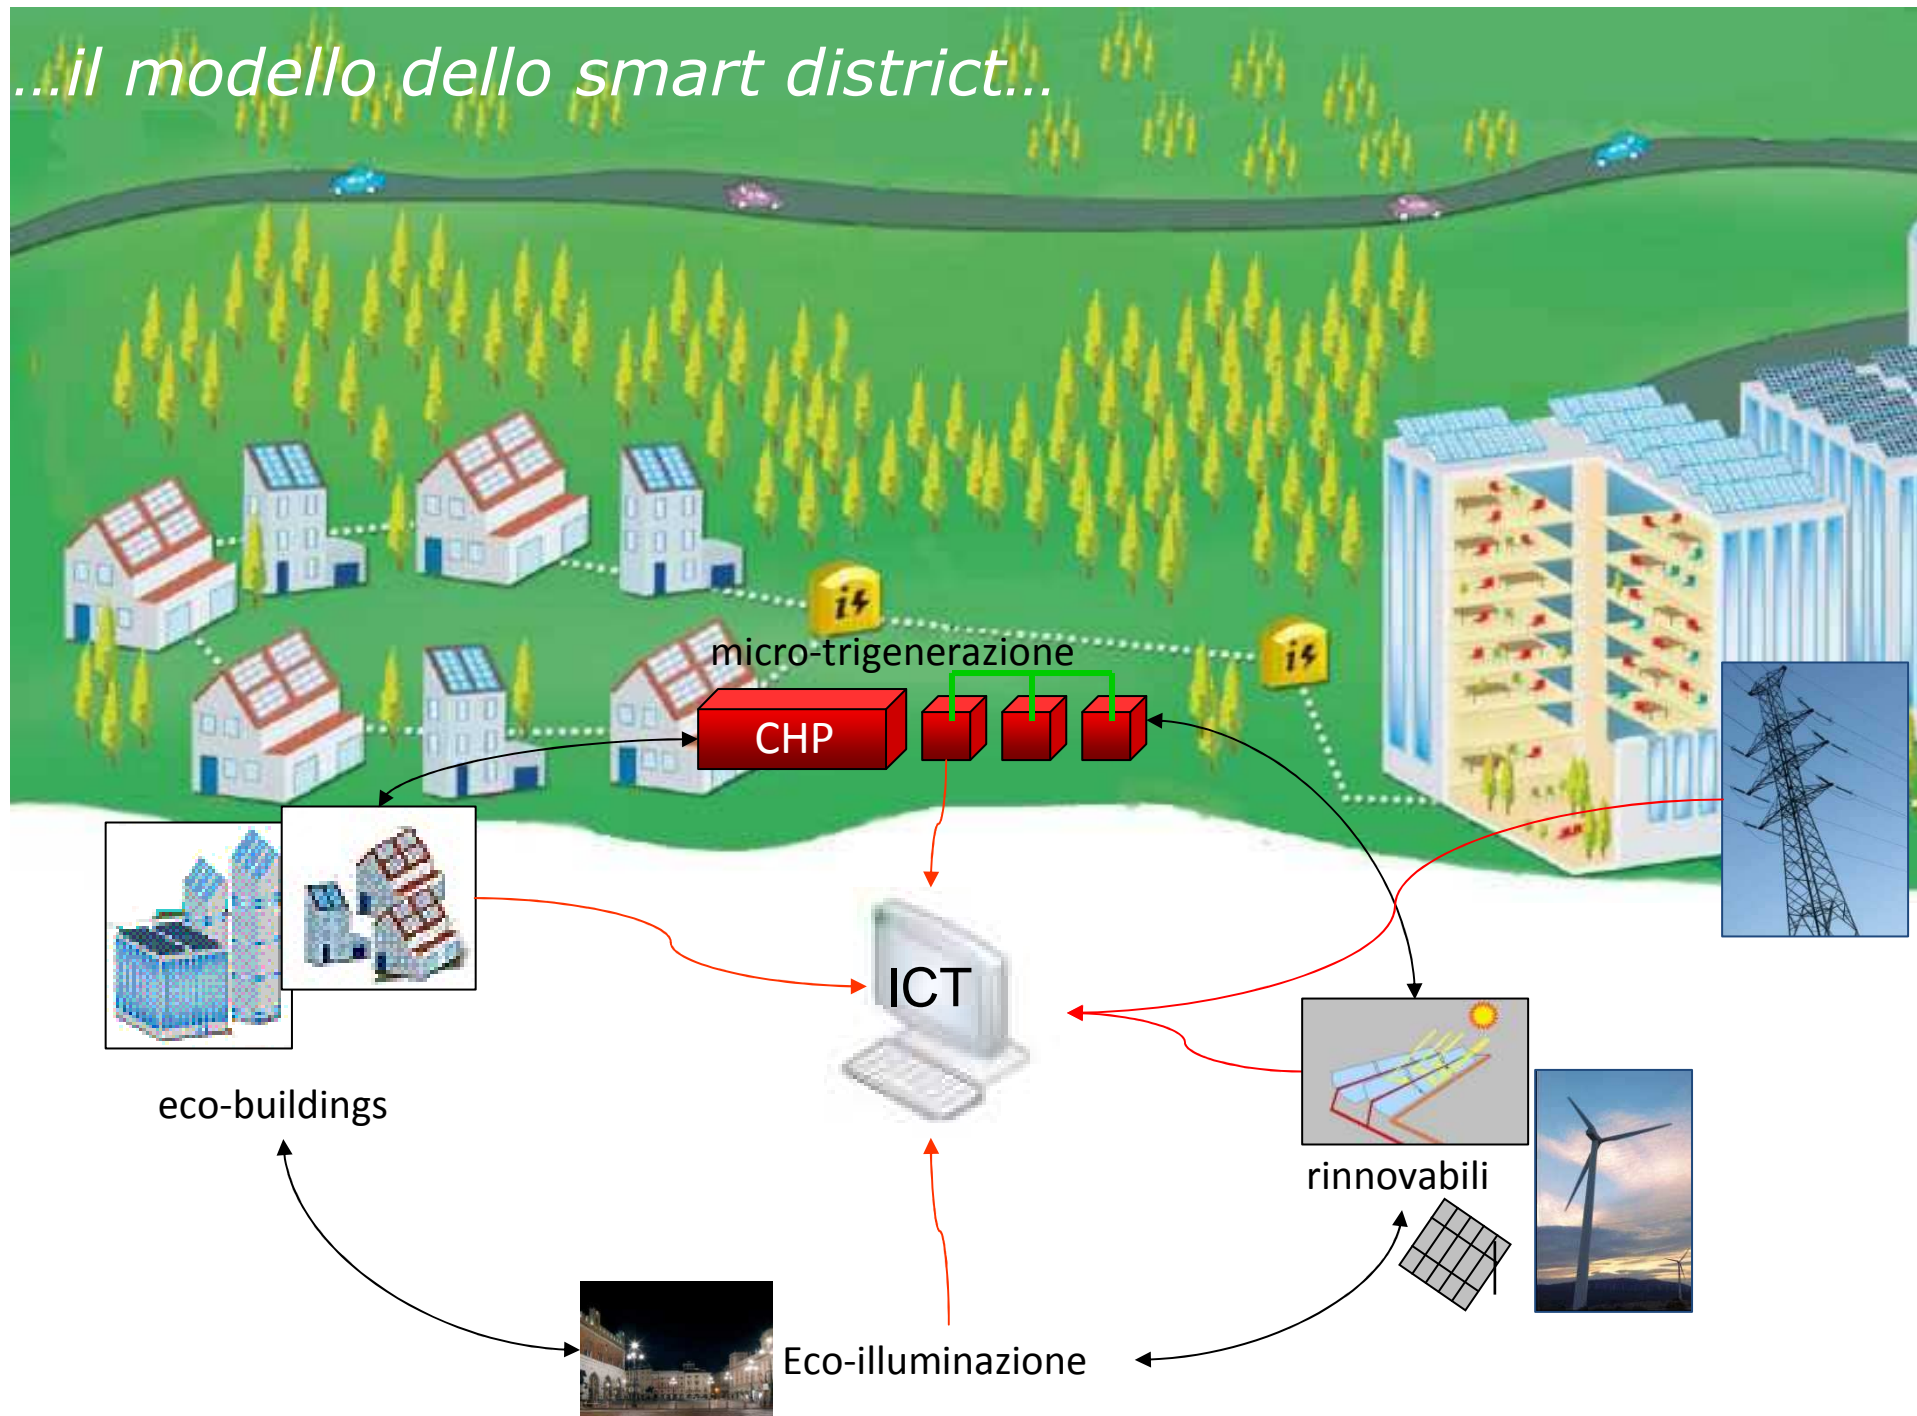 ...il modello dello smart district...
i
i
micro-trigenerazione
CHP
ICT
eco-buildings
rinnovabili
Eco-illuminazione